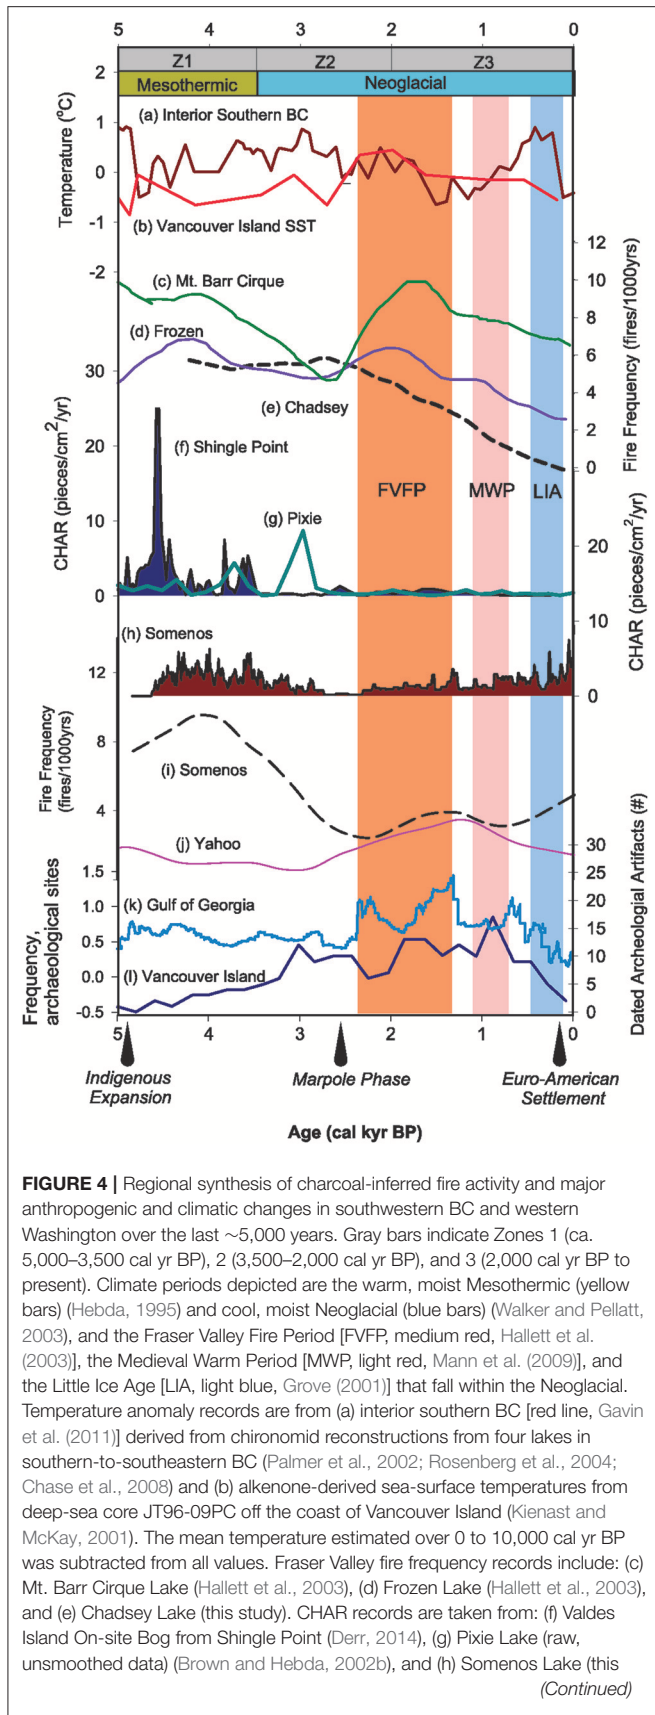 5 4 3 2 1 0
Z1 Z2 Z3
Mesothermic Neoglacial
2
(a) Interior Southern BC
1
0
-1
-2
Temperature (ºC)
(b) Vancouver Island SST
12
10
8
6
4
2
0
Fire Frequency (fires/1000yrs)
(c) Mt. Barr Cirque
(d) Frozen
(e) Chadsey
30
20
10
0
CHAR (pieces/cm²/yr)
(f) Shingle Point
FVFP MWP LIA
(g) Pixie
20
10
0
CHAR (pieces/cm²/yr)
(h) Somenos
12
8
4
Fire Frequency
(fires/1000yrs)
(i) Somenos
(j) Yahoo
1.5
1.0
0.5
0.0
-0.5
Frequency,
archaeological sites
(k) Gulf of Georgia
(l) Vancouver Island
30
25
20
15
10
5
0
Dated Archeological Artifacts (#)
5 4 3 2 1 0
Indigenous
Expansion
Marpole Phase
Euro-American
Settlement
Age (cal kyr BP)
FIGURE 4 | Regional synthesis of charcoal-inferred fire activity and major
anthropogenic and climatic changes in southwestern BC and western
Washington over the last ~5,000 years. Gray bars indicate Zones 1 (ca.
5,000–3,500 cal yr BP), 2 (3,500–2,000 cal yr BP), and 3 (2,000 cal yr BP to
present). Climate periods depicted are the warm, moist Mesothermic (yellow
bars) (Hebda, 1995) and cool, moist Neoglacial (blue bars) (Walker and Pellatt,
2003), and the Fraser Valley Fire Period [FVFP, medium red, Hallett et al.
(2003)], the Medieval Warm Period [MWP, light red, Mann et al. (2009)], and
the Little Ice Age [LIA, light blue, Grove (2001)] that fall within the Neoglacial.
Temperature anomaly records are from (a) interior southern BC [red line, Gavin
et al. (2011)] derived from chironomid reconstructions from four lakes in
southern-to-southeastern BC (Palmer et al., 2002; Rosenberg et al., 2004;
Chase et al., 2008) and (b) alkenone-derived sea-surface temperatures from
deep-sea core JT96-09PC off the coast of Vancouver Island (Kienast and
McKay, 2001). The mean temperature estimated over 0 to 10,000 cal yr BP
was subtracted from all values. Fraser Valley fire frequency records include: (c)
Mt. Barr Cirque Lake (Hallett et al., 2003), (d) Frozen Lake (Hallett et al., 2003),
and (e) Chadsey Lake (this study). CHAR records are taken from: (f) Valdes
Island On-site Bog from Shingle Point (Derr, 2014), (g) Pixie Lake (raw,
unsmoothed data) (Brown and Hebda, 2002b), and (h) Somenos Lake (this
(Continued)